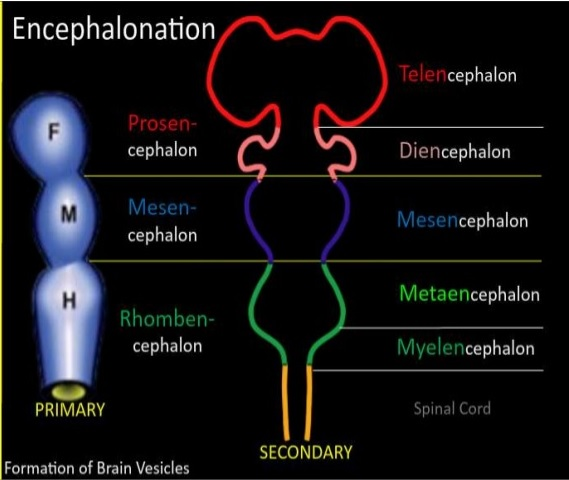 Encephalonation
F
M
H
PRIMARY
Prosen-
cephalon
Mesen-
cephalon
Rhomben-
cephalon
SECONDARY
Telencephalon
Diencephalon
Mesencephalon
Metaencephalon
Myelencephalon
Spinal Cord
Formation of Brain Vesicles